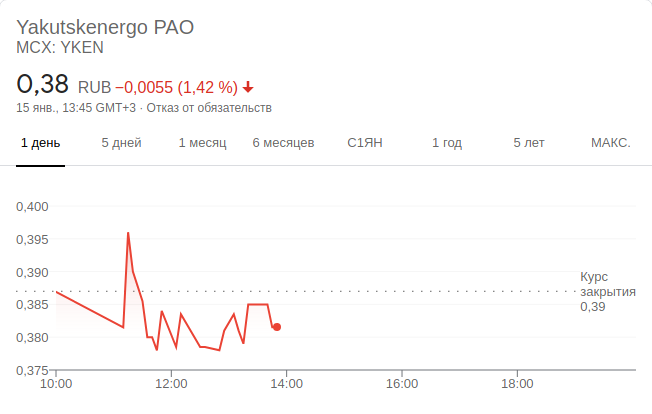 Yakutskenergo PAO
MCX: YKEN
0,38 RUB −0,0055 (1,42 %)
15 янв., 13:45 GMT+3 · Отказ от обязательств
1 день 5 дней 1 месяц 6 месяцев С1ЯН 1 год 5 лет МАКС.
0,400
0,395
0,390
0,385
0,380
0,375
Курс
закрытия
0,39
10:00 12:00 14:00 16:00 18:00